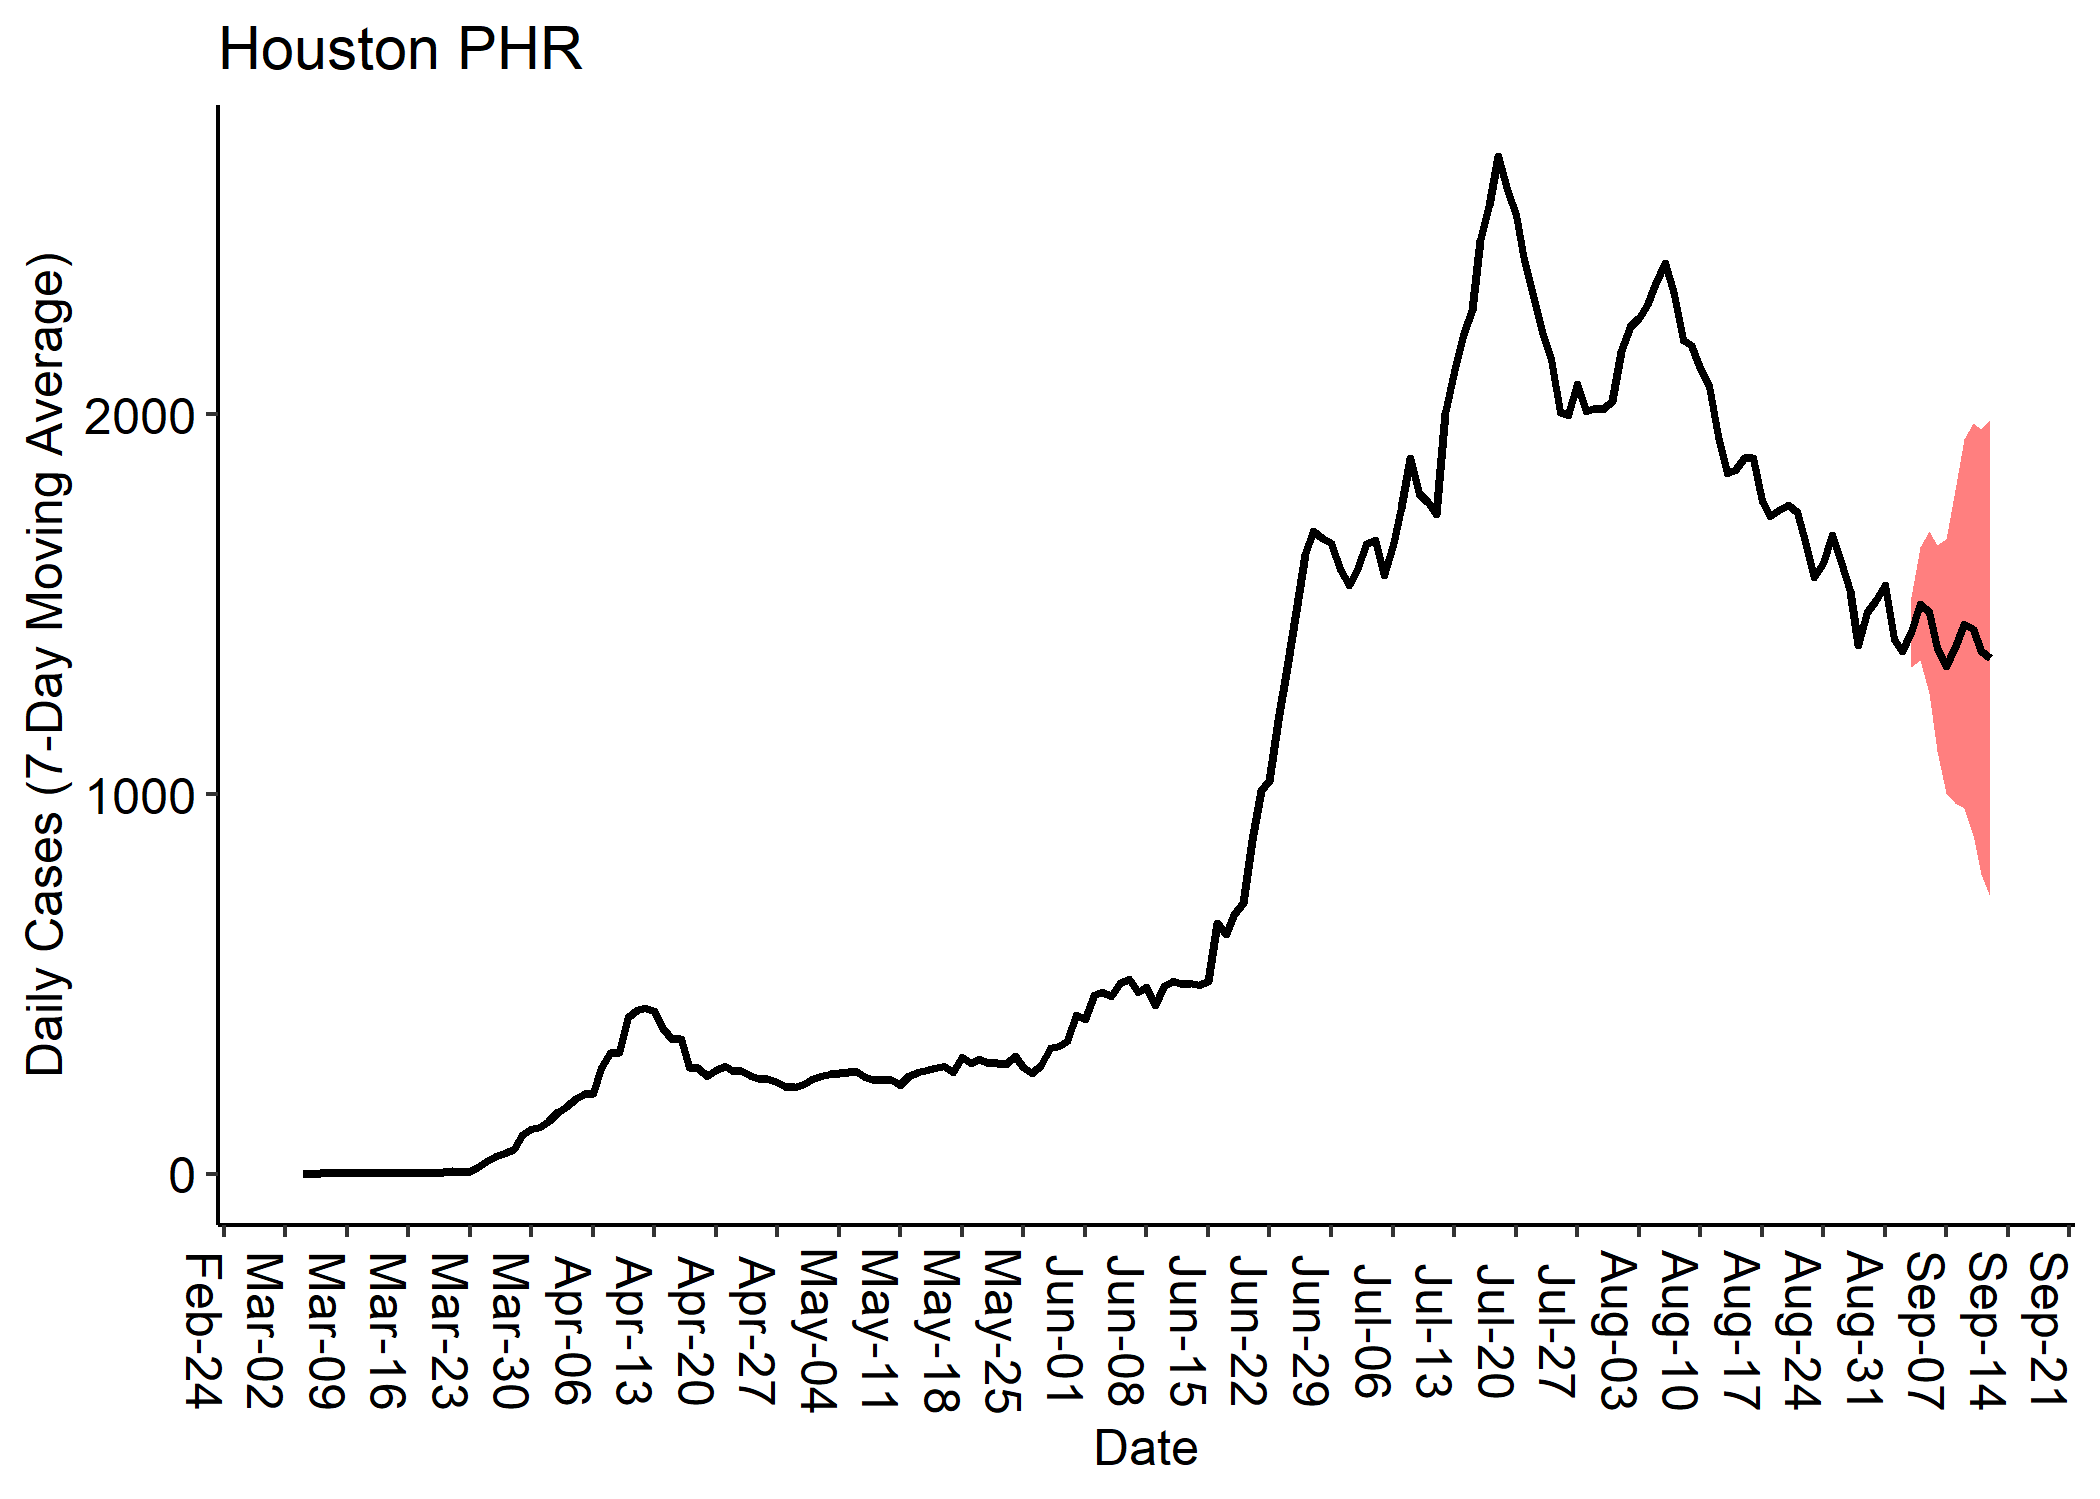 Houston PHR
Daily Cases (7-Day Moving Average)
2000
1000
0
Feb-24
Mar-02
Mar-09
Mar-16
Mar-23
Mar-30
Apr-06
Apr-13
Apr-20
Apr-27
May-04
May-11
May-18
May-25
Jun-01
Jun-08
Jun-15
Jun-22
Jun-29
Jul-06
Jul-13
Jul-20
Jul-27
Aug-03
Aug-10
Aug-17
Aug-24
Aug-31
Sep-07
Sep-14
Sep-21
Date